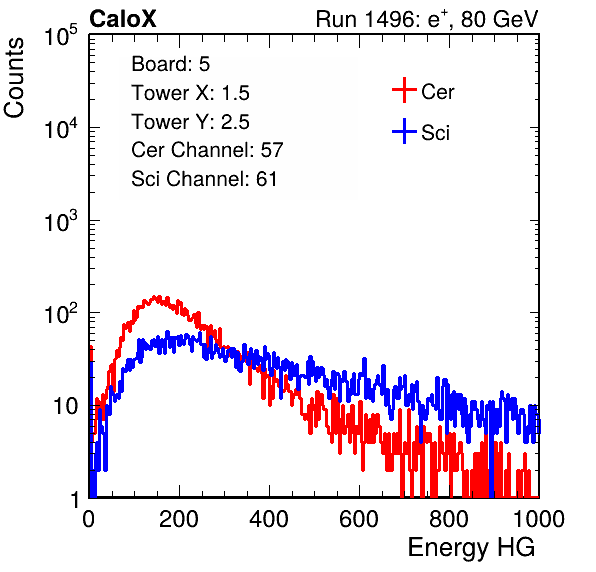 CaloX Run 1496: e⁺, 80 GeV
Counts
Board: 5
Tower X: 1.5
Tower Y: 2.5
Cer Channel: 57
Sci Channel: 61
Cer
Sci
10⁵
10⁴
10³
10²
10
1
0 200 400 600 800 1000
Energy HG